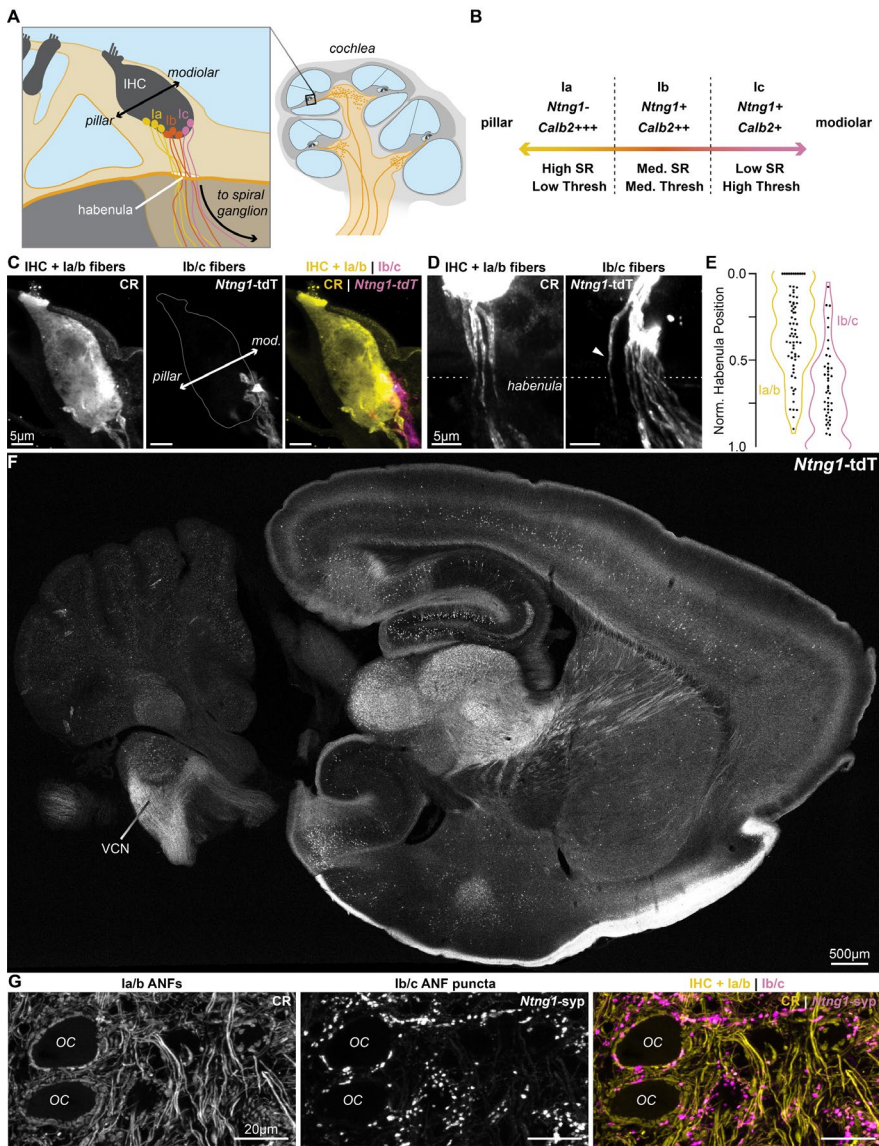 A
IHC
modiolar
pillar
Ia
Ib
Ic
habenula
to spiral
ganglion
cochlea
B
Ia
Ntng1-
Calb2+++
Ib
Ntng1+
Calb2++
Ic
Ntng1+
Calb2+
pillar
modiolar
High SR
Low Thresh
Med. SR
Med. Thresh
Low SR
High Thresh
C
IHC + Ia/b fibers
CR
5µm
Ib/c fibers
Ntng1-tdT
mod.
pillar
IHC + Ia/b | Ib/c
CR | Ntng1-tdT
D
IHC + Ia/b fibers
CR
5µm
Ib/c fibers
Ntng1-tdT
habenula
E
Norm. Habenula Position
0.0
0.5
1.0
Ia/b
Ib/c
F
Ntng1-tdT
VCN
500µm
G
Ia/b ANFs
CR
OC
OC
20µm
Ib/c ANF puncta
Ntng1-syp
OC
OC
IHC + Ia/b | Ib/c
CR | Ntng1-syp
OC
OC